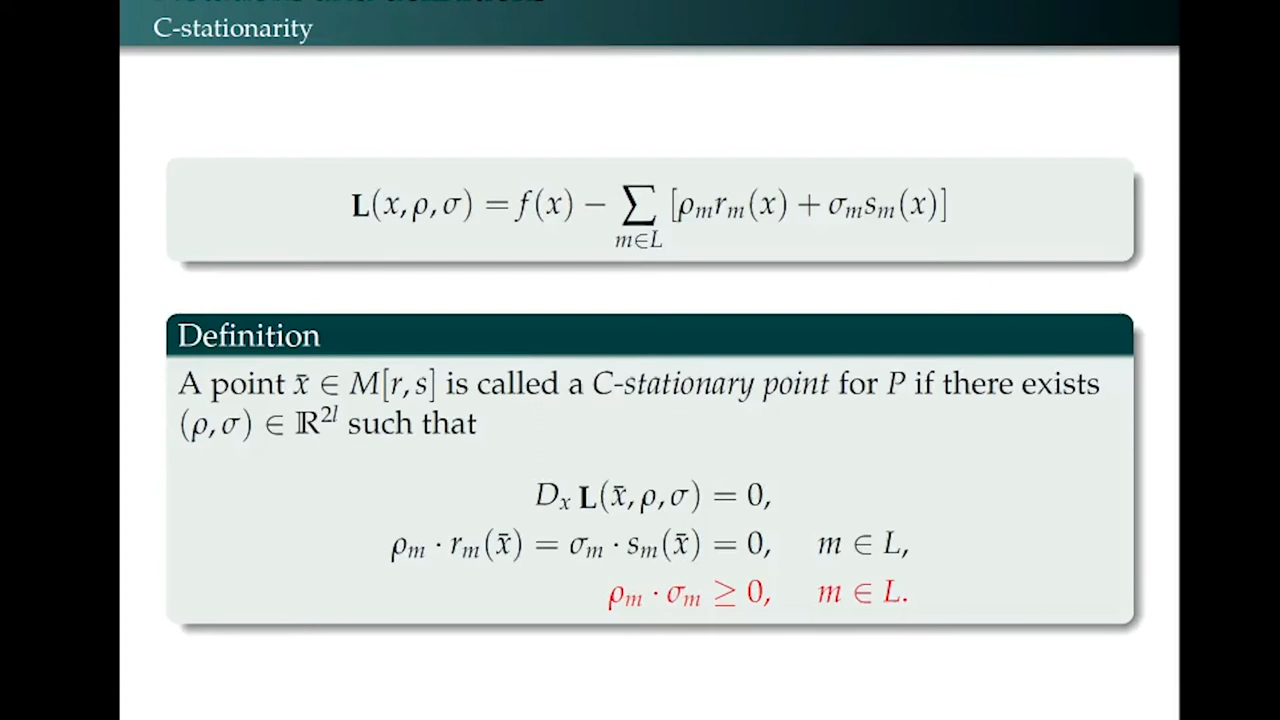 C-stationarity
L(x, ρ, σ) = f(x) − ∑_{m∈L} [ρ_m r_m(x) + σ_m s_m(x)]
Definition
A point x̄ ∈ M[r, s] is called a C-stationary point for P if there exists
(ρ, σ) ∈ ℝ^{2l} such that
D_x L(x̄, ρ, σ) = 0,
ρ_m · r_m(x̄) = σ_m · s_m(x̄) = 0, m ∈ L,
ρ_m · σ_m ≥ 0, m ∈ L.